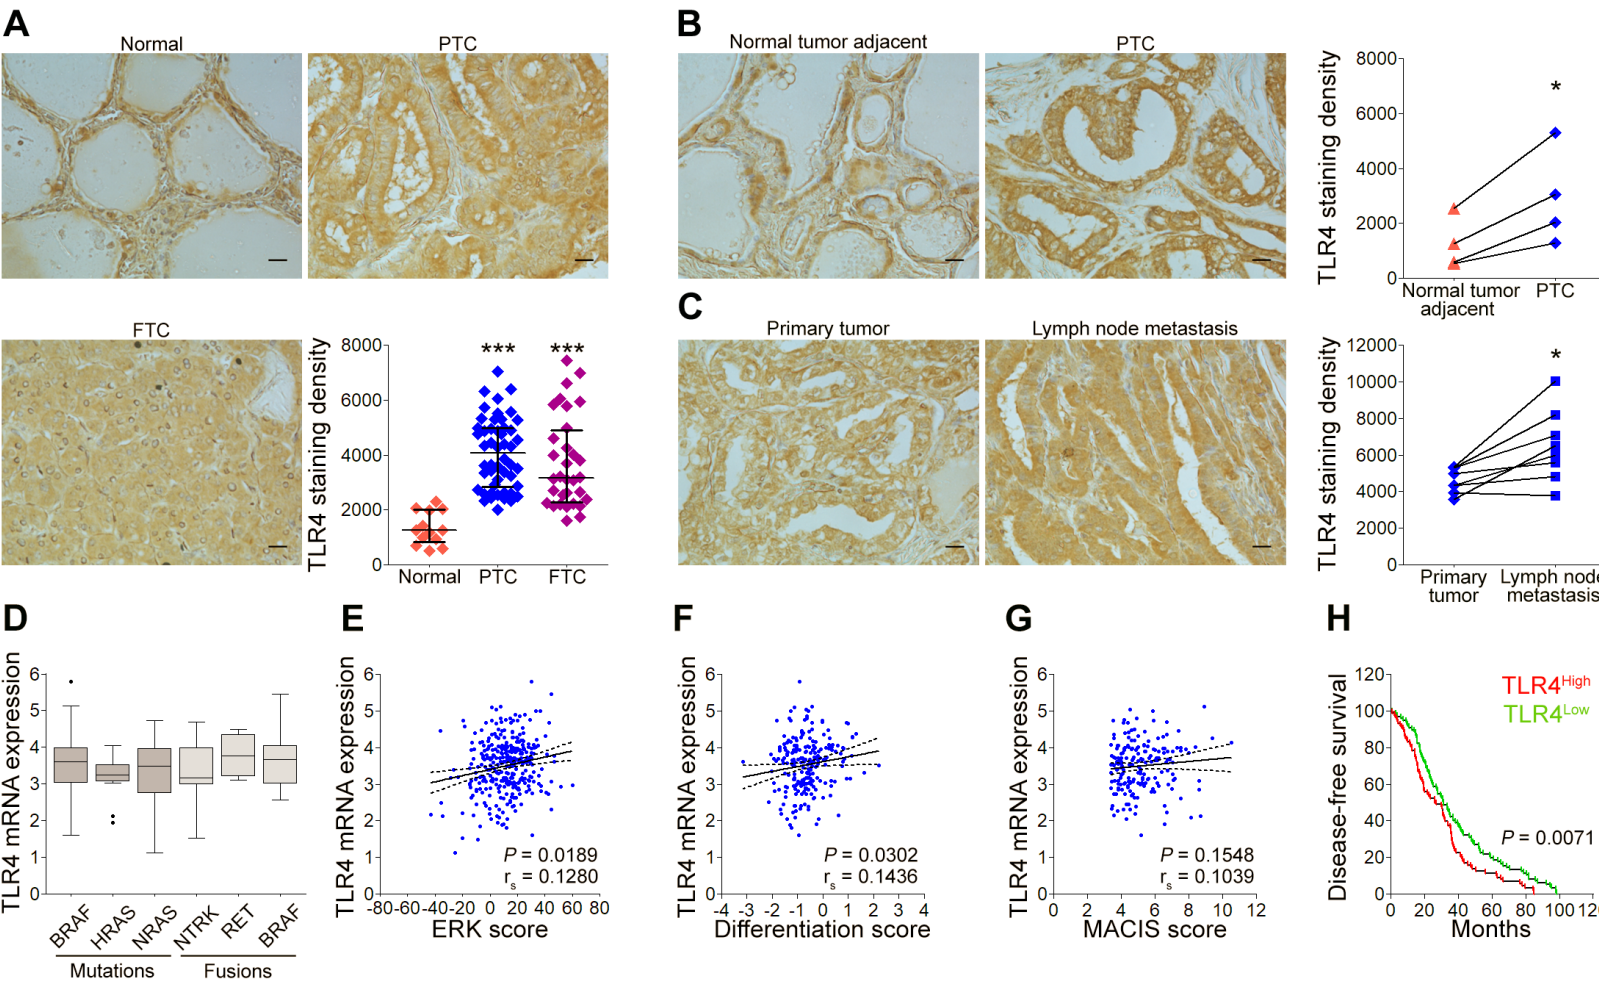 A
Normal
PTC
FTC
TLR4 staining density
8000
6000
4000
2000
0
***
***
Normal
PTC
FTC
B
Normal tumor adjacent
PTC
TLR4 staining density
8000
6000
4000
2000
0
*
Normal tumor
adjacent
PTC
C
Primary tumor
Lymph node metastasis
TLR4 staining density
12000
10000
8000
6000
4000
2000
0
*
Primary
tumor
Lymph node
metastasis
D
TLR4 mRNA expression
6
5
4
3
2
1
0
BRAF
HRAS
NRAS
NTRK
RET
BRAF
Mutations
Fusions
E
TLR4 mRNA expression
6
5
4
3
2
1
0
P = 0.0189
rs = 0.1280
-80 -60 -40 -20 0 20 40 60 80
ERK score
F
TLR4 mRNA expression
6
5
4
3
2
1
0
P = 0.0302
rs = 0.1436
-4 -3 -2 -1 0 1 2 3 4
Differentiation score
G
TLR4 mRNA expression
6
5
4
3
2
1
0
P = 0.1548
rs = 0.1039
0 2 4 6 8 10 12
MACIS score
H
Disease-free survival
120
100
80
60
40
20
0
TLR4High
TLR4Low
P = 0.0071
0 20 40 60 80 100 120
Months